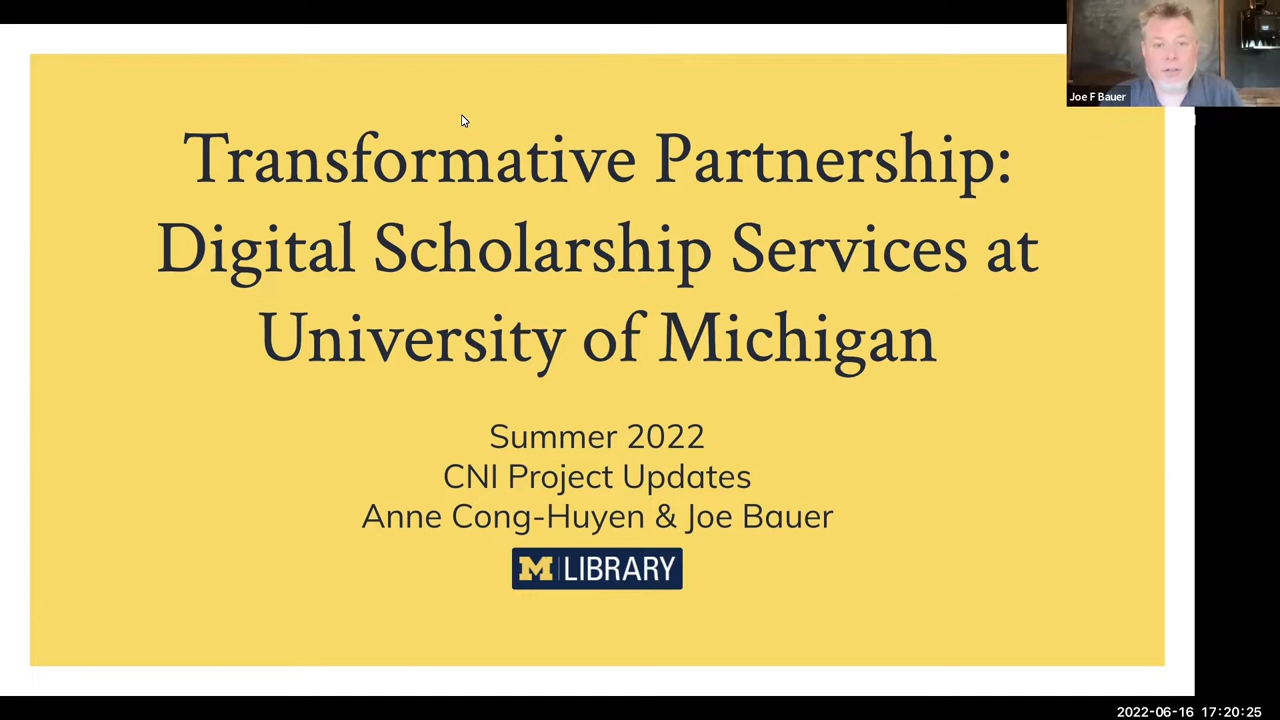 Joe F Bauer
Transformative Partnership:
Digital Scholarship Services at
University of Michigan
Summer 2022
CNI Project Updates
Anne Cong-Huyen & Joe Bauer
M LIBRARY
2022-06-16 17:20:25